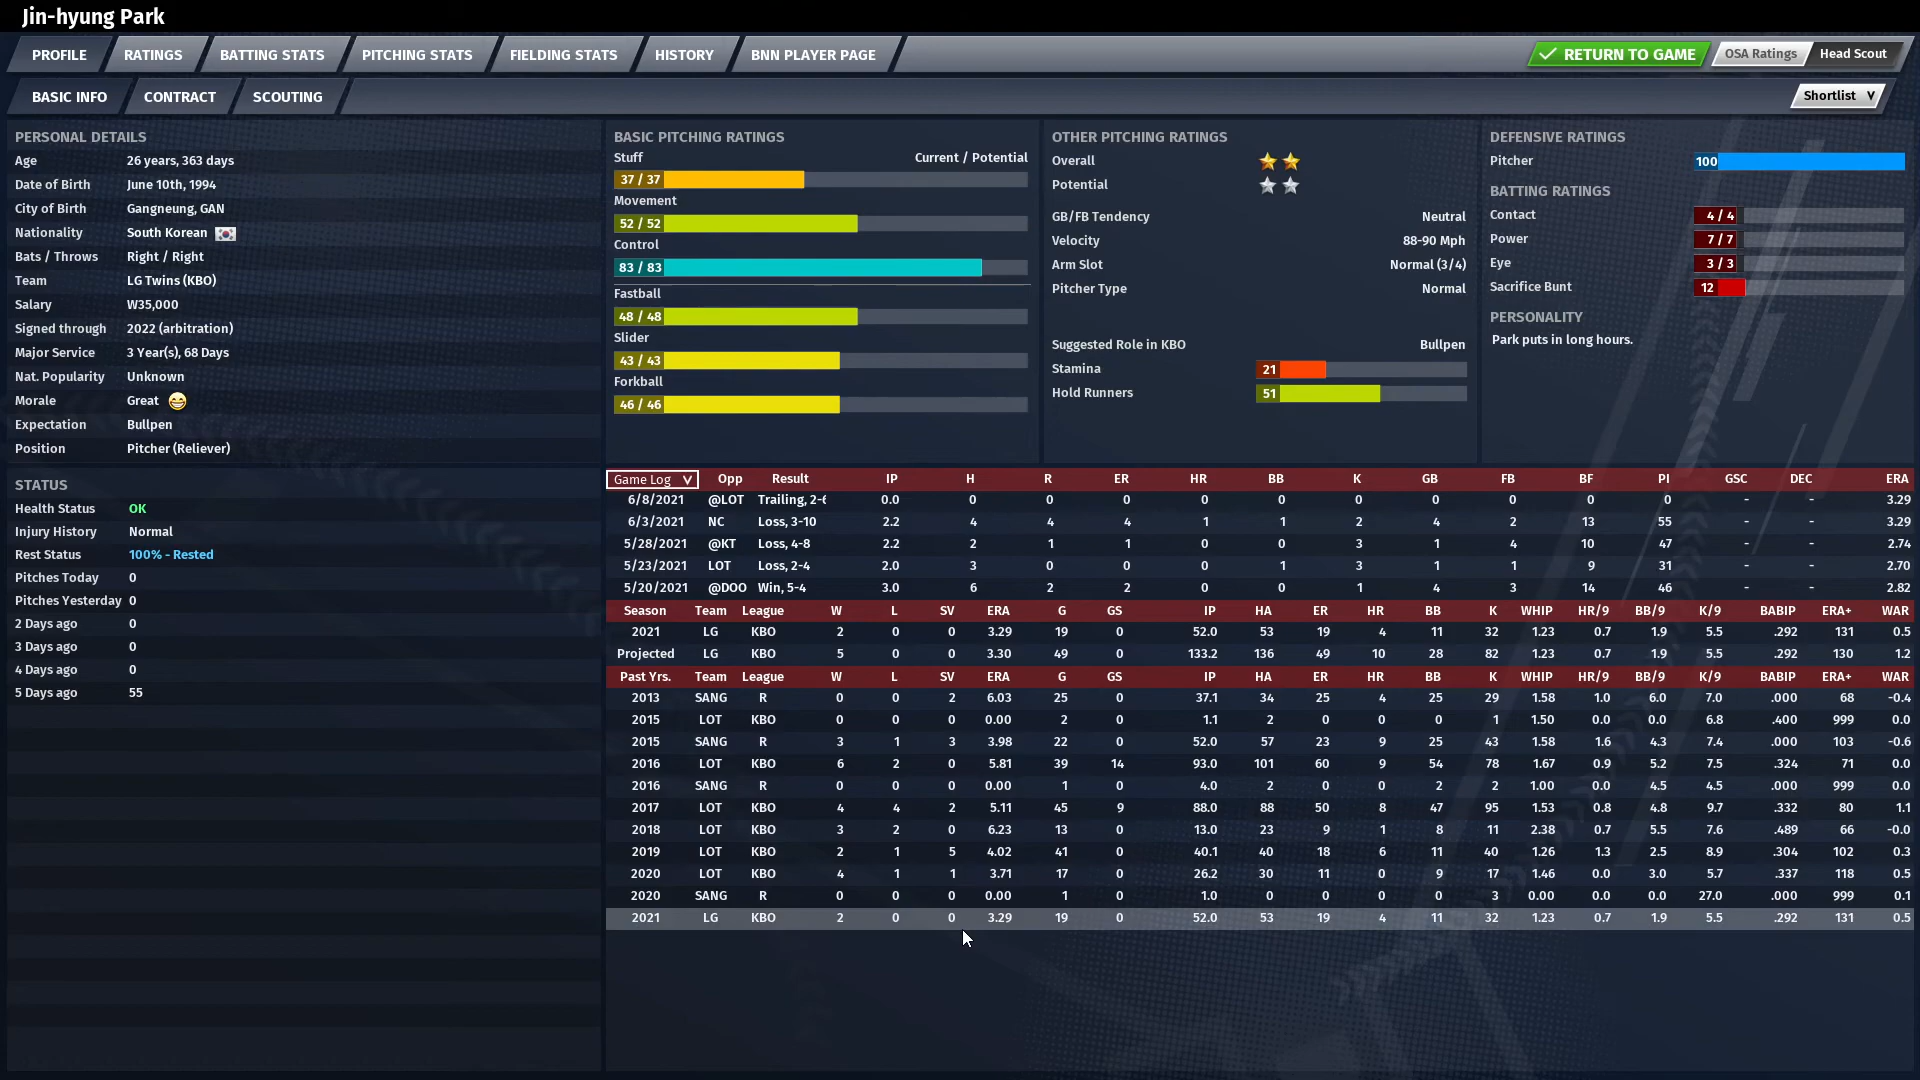 Jin-hyung Park
PROFILE RATINGS BATTING STATS PITCHING STATS FIELDING STATS HISTORY BNN PLAYER PAGE RETURN TO GAME OSA Ratings Head Scout
BASIC INFO CONTRACT SCOUTING Shortlist V
PERSONAL DETAILS
Age 26 years, 363 days
Date of Birth June 10th, 1994
City of Birth Gangneung, GAN
Nationality South Korean
Bats / Throws Right / Right
Team LG Twins (KBO)
Salary W35,000
Signed through 2022 (arbitration)
Major Service 3 Year(s), 68 Days
Nat. Popularity Unknown
Morale Great
Expectation Bullpen
Position Pitcher (Reliever)
BASIC PITCHING RATINGS
Stuff Current / Potential
37 / 37
Movement
52 / 52
Control
83 / 83
Fastball
48 / 48
Slider
43 / 43
Forkball
46 / 46
OTHER PITCHING RATINGS
Overall
Potential
GB/FB Tendency Neutral
Velocity 88-90 Mph
Arm Slot Normal (3/4)
Pitcher Type Normal
Suggested Role in KBO Bullpen
Stamina 21
Hold Runners 51
DEFENSIVE RATINGS
Pitcher 100
BATTING RATINGS
Contact 4 / 4
Power 7 / 7
Eye 3 / 3
Sacrifice Bunt 12
PERSONALITY
Park puts in long hours.
STATUS
Health Status OK
Injury History Normal
Rest Status 100% - Rested
Pitches Today 0
Pitches Yesterday 0
2 Days ago 0
3 Days ago 0
4 Days ago 0
5 Days ago 55
Game Log V Opp Result IP H R ER HR BB K GB FB BF PI GSC DEC ERA
6/8/2021 @LOT Trailing, 2-6 0.0 0 0 0 0 0 0 0 0 0 0 - - 3.29
6/3/2021 NC Loss, 3-10 2.2 4 4 4 1 1 2 4 2 13 55 - - 3.29
5/28/2021 @KT Loss, 4-8 2.2 2 1 1 0 0 3 1 4 10 47 - - 2.74
5/23/2021 LOT Loss, 2-4 2.0 3 0 0 0 1 3 1 1 9 31 - - 2.70
5/20/2021 @DOO Win, 5-4 3.0 6 2 2 0 0 1 4 3 14 46 - - 2.82
Season Team League W L SV ERA G GS IP HA ER HR BB K WHIP HR/9 BB/9 K/9 BABIP ERA+ WAR
2021 LG KBO 2 0 0 3.29 19 0 52.0 53 19 4 11 32 1.23 0.7 1.9 5.5 .292 131 0.5
Projected LG KBO 5 0 0 3.30 49 0 133.2 136 49 10 28 82 1.23 0.7 1.9 5.5 .292 130 1.2
Past Yrs. Team League W L SV ERA G GS IP HA ER HR BB K WHIP HR/9 BB/9 K/9 BABIP ERA+ WAR
2013 SANG R 0 0 2 6.03 25 0 37.1 34 25 4 25 29 1.58 1.0 6.0 7.0 .000 68 -0.4
2015 LOT KBO 0 0 0 0.00 2 0 1.1 2 0 0 0 1 1.50 0.0 0.0 6.8 .400 999 0.0
2015 SANG R 3 1 3 3.98 22 0 52.0 57 23 9 25 43 1.58 1.6 4.3 7.4 .000 103 -0.6
2016 LOT KBO 6 2 0 5.81 39 14 93.0 101 60 9 54 78 1.67 0.9 5.2 7.5 .324 71 0.0
2016 SANG R 0 0 0 0.00 1 0 4.0 2 0 0 2 2 1.00 0.0 4.5 4.5 .000 999 0.0
2017 LOT KBO 4 4 2 5.11 45 9 88.0 88 50 8 47 95 1.53 0.8 4.8 9.7 .332 80 1.1
2018 LOT KBO 3 2 0 6.23 13 0 13.0 23 9 1 8 11 2.38 0.7 5.5 7.6 .489 66 -0.0
2019 LOT KBO 2 1 5 4.02 41 0 40.1 40 18 6 11 40 1.26 1.3 2.5 8.9 .304 102 0.3
2020 LOT KBO 4 1 1 3.71 17 0 26.2 30 11 0 9 17 1.46 0.0 3.0 5.7 .337 118 0.5
2020 SANG R 0 0 0 0.00 1 0 1.0 0 0 0 0 3 0.00 0.0 0.0 27.0 .000 999 0.1
2021 LG KBO 2 0 0 3.29 19 0 52.0 53 19 4 11 32 1.23 0.7 1.9 5.5 .292 131 0.5